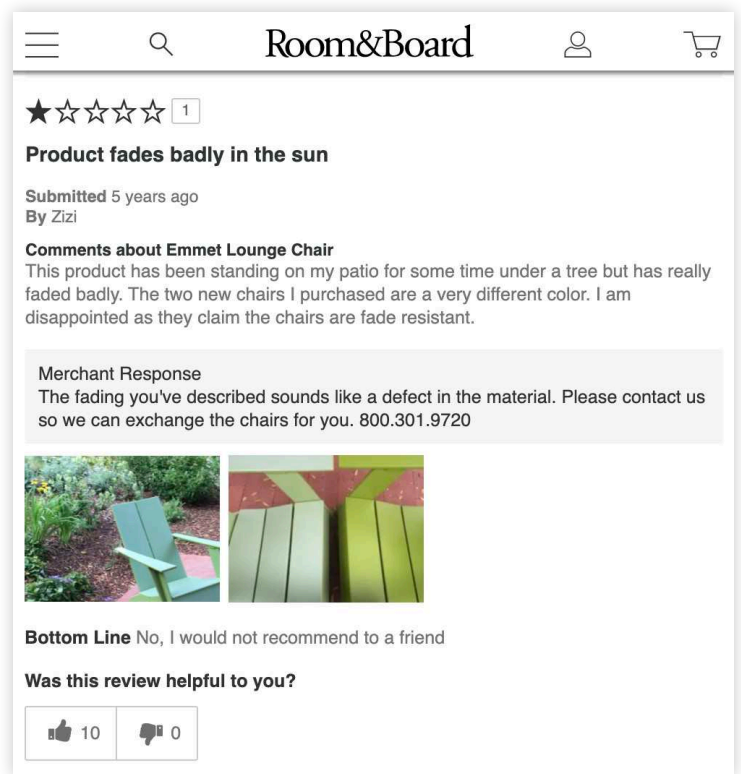 Room&Board
1
Product fades badly in the sun
Submitted 5 years ago
By Zizi
Comments about Emmet Lounge Chair
This product has been standing on my patio for some time under a tree but has really
faded badly. The two new chairs I purchased are a very different color. I am
disappointed as they claim the chairs are fade resistant.
Merchant Response
The fading you've described sounds like a defect in the material. Please contact us
so we can exchange the chairs for you. 800.301.9720
Bottom Line No, I would not recommend to a friend
Was this review helpful to you?
10 0